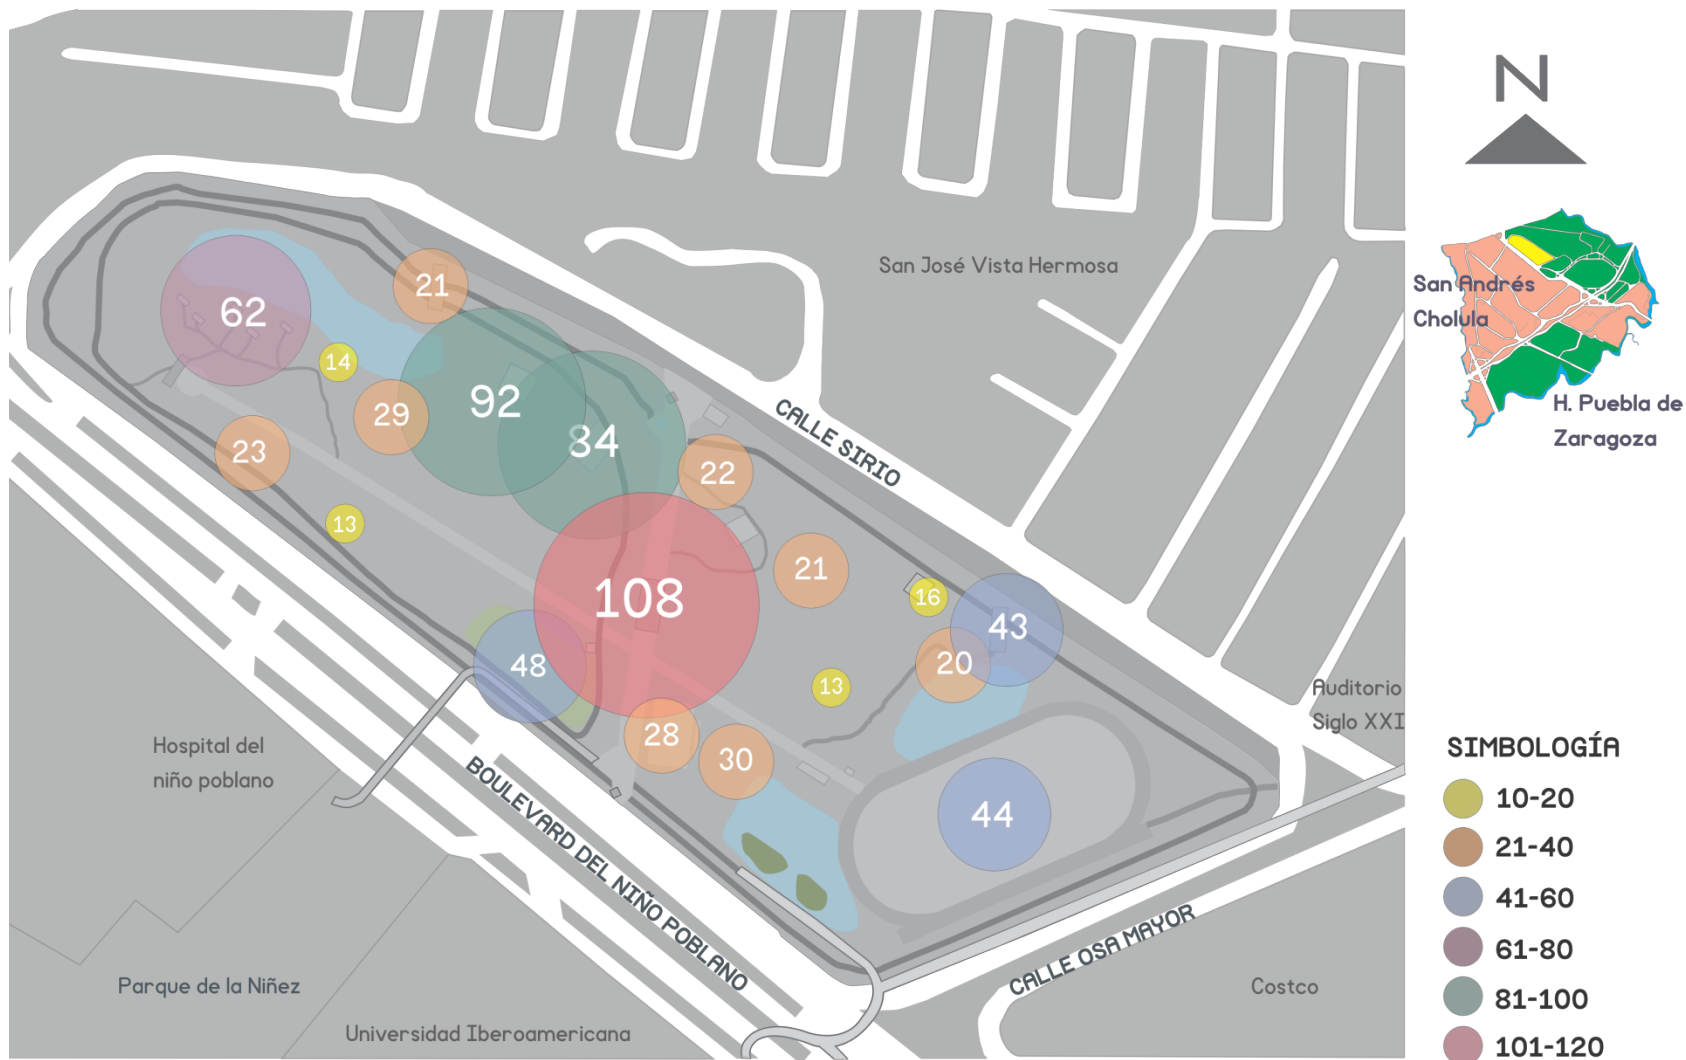 N
San José Vista Hermosa
San Andrés
Cholula
21
62
14
92
29
84
H. Puebla de
Zaragoza
CALLE SIRIO
23
22
13
21
108
16
43
48
20
13
Auditorio
Siglo XXI
28
30
Hospital del
niño poblano
SIMBOLOGÍA
10-20
44
21-40
BOULEVARD DEL NIÑO POBLANO
41-60
61-80
CALLE OSA MAYOR
Parque de la Niñez
Costco
81-100
Universidad Iberoamericana
101-120